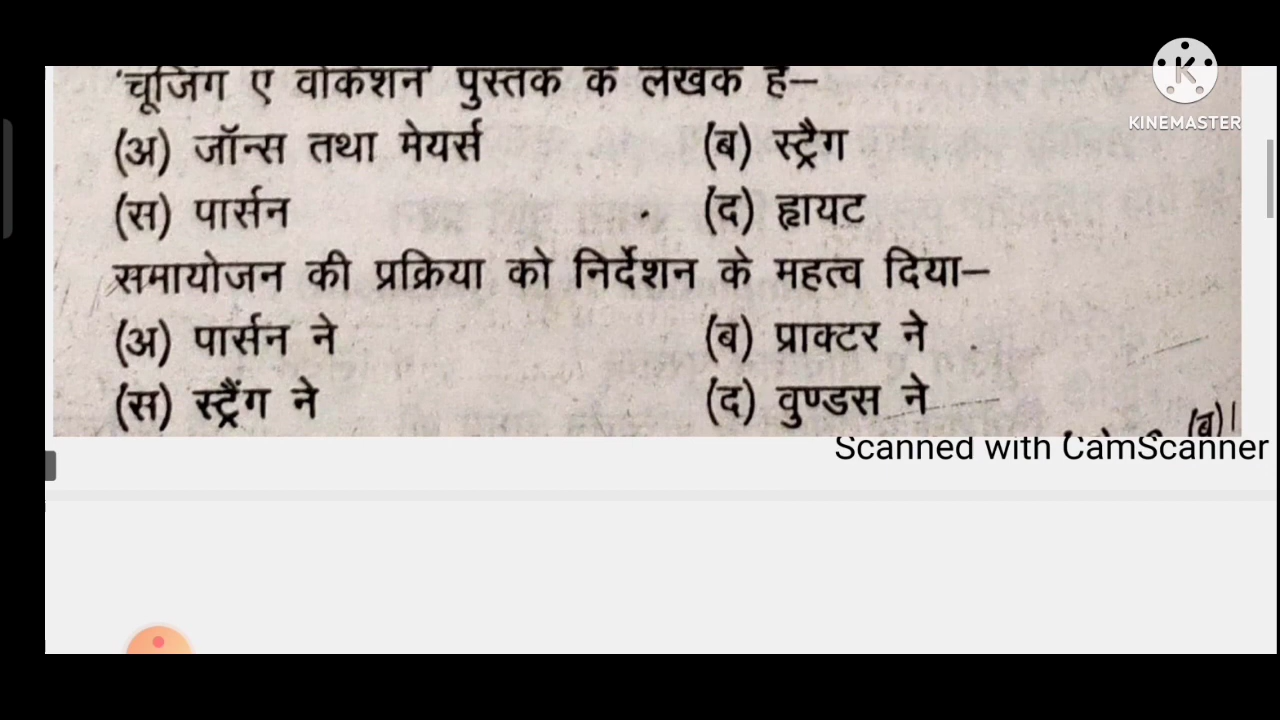 'चूजिंग ए वोकेशन' पुस्तक के लेखक हैं–
KINEMASTER
(अ) जॉन्स तथा मेयर्स (ब) स्ट्रैग
(स) पार्सन (द) ह्वायट
समायोजन की प्रक्रिया को निर्देशन के महत्व दिया–
(अ) पार्सन ने (ब) प्राक्टर ने
(स) स्ट्रैंग ने (द) वुण्डस ने
(ब)।
Scanned with CamScanner